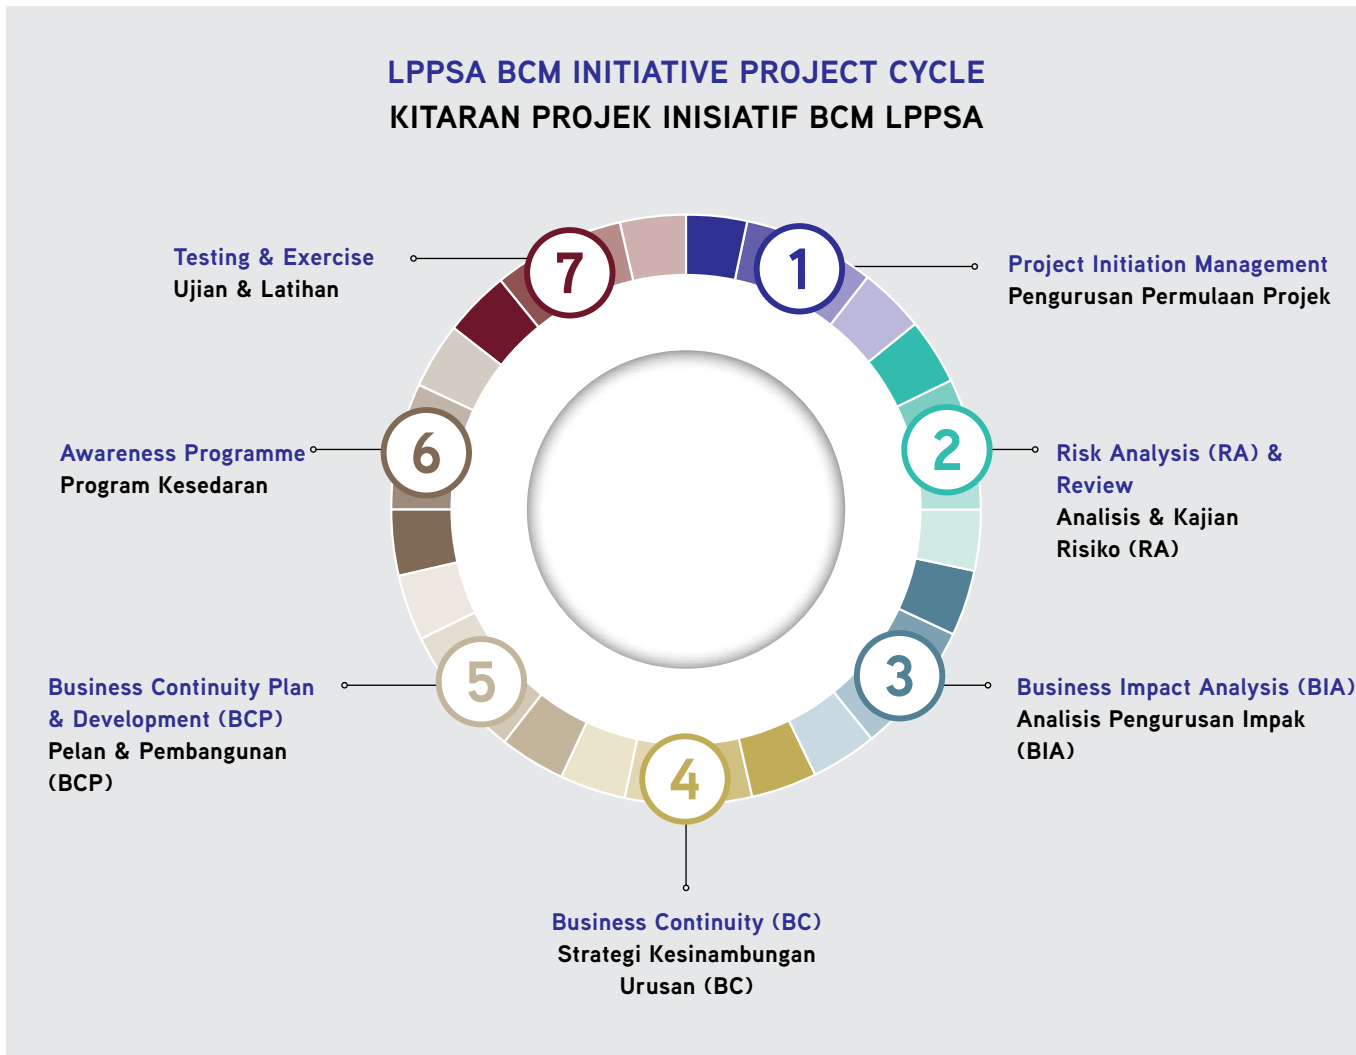 LPPSA BCM INITIATIVE PROJECT CYCLE
KITARAN PROJEK INISIATIF BCM LPPSA
1
Project Initiation Management
Pengurusan Permulaan Projek
2
Risk Analysis (RA) &
Review
Analisis & Kajian
Risiko (RA)
3
Business Impact Analysis (BIA)
Analisis Pengurusan Impak
(BIA)
4
Business Continuity (BC)
Strategi Kesinambungan
Urusan (BC)
5
Business Continuity Plan
& Development (BCP)
Pelan & Pembangunan
(BCP)
6
Awareness Programme
Program Kesedaran
7
Testing & Exercise
Ujian & Latihan